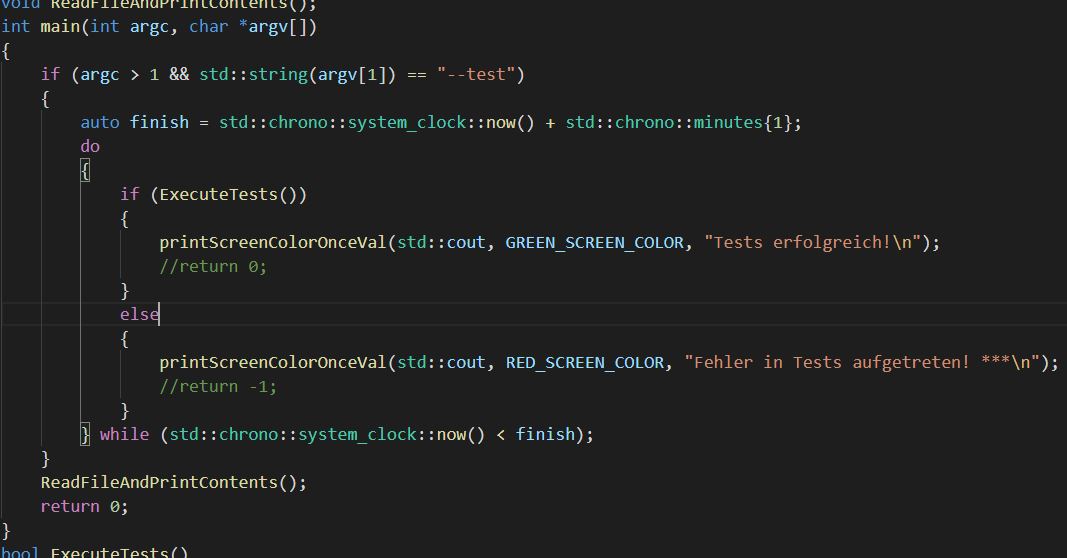 void ReadFileAndPrintContents();
int main(int argc, char *argv[])
{
if (argc > 1 && std::string(argv[1]) == "--test")
{
auto finish = std::chrono::system_clock::now() + std::chrono::minutes{1};
do
{
if (ExecuteTests())
{
printScreenColorOnceVal(std::cout, GREEN_SCREEN_COLOR, "Tests erfolgreich!\n");
//return 0;
}
else
{
printScreenColorOnceVal(std::cout, RED_SCREEN_COLOR, "Fehler in Tests aufgetreten! ***\n");
//return -1;
}
} while (std::chrono::system_clock::now() < finish);
}
ReadFileAndPrintContents();
return 0;
}
bool ExecuteTests()